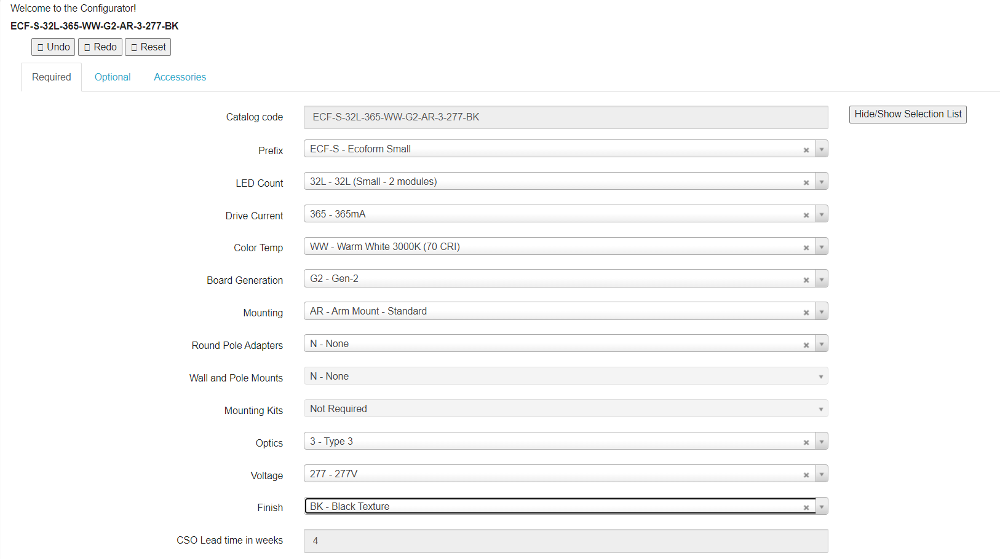 Welcome to the Configurator!
ECF-S-32L-365-WW-G2-AR-3-277-BK
Undo Redo Reset
Required Optional Accessories
Catalog code ECF-S-32L-365-WW-G2-AR-3-277-BK Hide/Show Selection List
Prefix ECF-S - Ecoform Small
LED Count 32L - 32L (Small - 2 modules)
Drive Current 365 - 365mA
Color Temp WW - Warm White 3000K (70 CRI)
Board Generation G2 - Gen-2
Mounting AR - Arm Mount - Standard
Round Pole Adapters N - None
Wall and Pole Mounts N - None
Mounting Kits Not Required
Optics 3 - Type 3
Voltage 277 - 277V
Finish BK - Black Texture
CSO Lead time in weeks 4